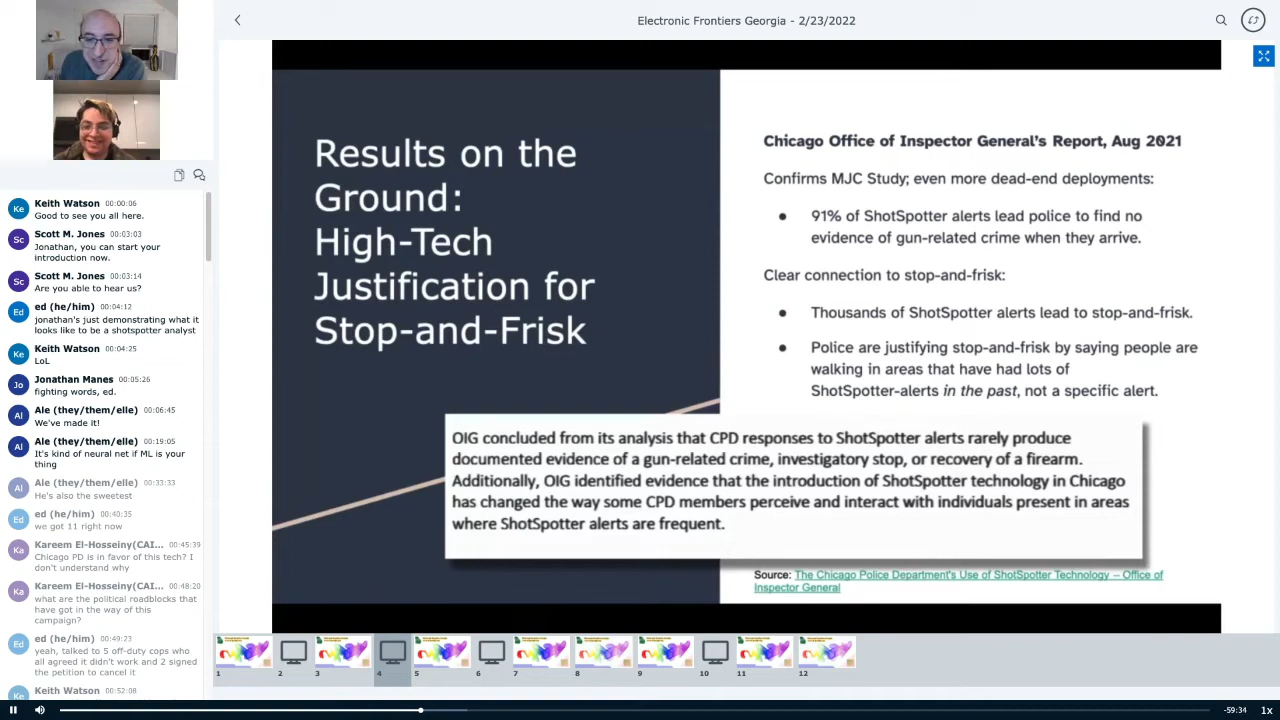 Electronic Frontiers Georgia - 2/23/2022
Ke
Keith Watson 00:00:06
Good to see you all here.
Sc
Scott M. Jones 00:03:03
Jonathan, you can start your
introduction now.
Sc
Scott M. Jones 00:03:14
Are you able to hear us?
Ed
ed (he/him) 00:04:12
jonathan's just demonstrating what it
looks like to be a shotspotter analyst
Ke
Keith Watson 00:04:25
LoL
Jo
Jonathan Manes 00:05:26
fighting words, ed.
Al
Ale (they/them/elle) 00:06:45
We've made it!
Al
Ale (they/them/elle) 00:19:05
It's kind of neural net if ML is your
thing
Al
Ale (they/them/elle) 00:33:33
He's also the sweetest
Ed
ed (he/him) 00:40:35
we got 11 right now
Ka
Kareem El-Hosseiny(CAI... 00:45:39
Chicago PD is in favor of this tech? I
don't understand why
Ka
Kareem El-Hosseiny(CAI... 00:48:20
what are the political roadblocks that
have got in the way of this
campaign?
Ed
ed (he/him) 00:49:23
yeah, talked to 5 off-duty cops who
all agreed it didn't work and 2 signed
the petition to cancel it
Ke
Keith Watson 00:52:08
Results on the
Ground:
High-Tech
Justification for
Stop-and-Frisk
Chicago Office of Inspector General's Report, Aug 2021
Confirms MJC Study; even more dead-end deployments:
● 91% of ShotSpotter alerts lead police to find no
evidence of gun-related crime when they arrive.
Clear connection to stop-and-frisk:
● Thousands of ShotSpotter alerts lead to stop-and-frisk.
● Police are justifying stop-and-frisk by saying people are
walking in areas that have had lots of
ShotSpotter-alerts in the past, not a specific alert.
OIG concluded from its analysis that CPD responses to ShotSpotter alerts rarely produce
documented evidence of a gun-related crime, investigatory stop, or recovery of a firearm.
Additionally, OIG identified evidence that the introduction of ShotSpotter technology in Chicago
has changed the way some CPD members perceive and interact with individuals present in areas
where ShotSpotter alerts are frequent.
Source: The Chicago Police Department's Use of ShotSpotter Technology – Office of
Inspector General
1 2 3 4 5 6 7 8 9 10 11 12
-59:34 1x